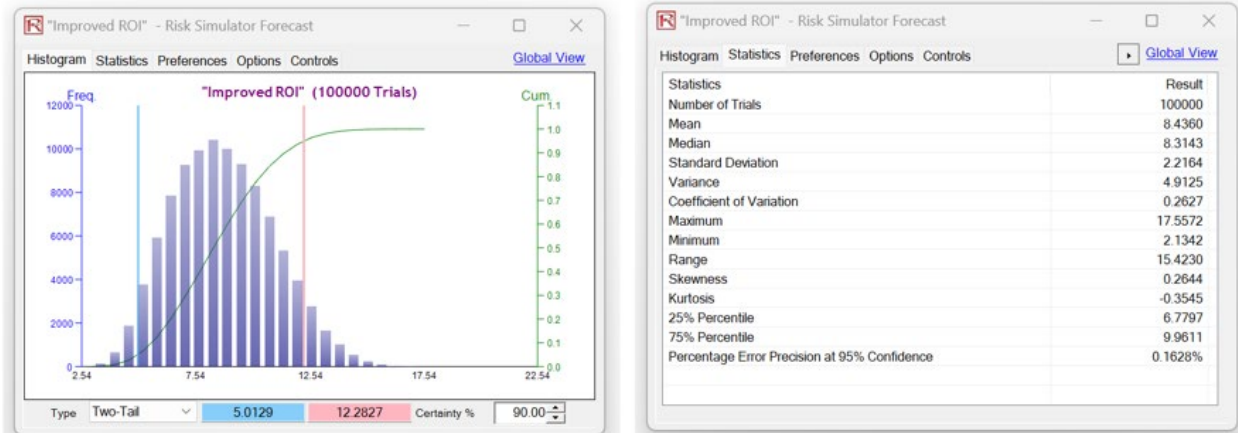 "Improved ROI" - Risk Simulator Forecast
Histogram Statistics Preferences Options Controls Global View
Freq. "Improved ROI" (100000 Trials) Cum.
12000 1.1
1.0
10000 0.9
0.8
8000 0.7
6000 0.6
0.5
4000 0.4
0.3
2000 0.2
0.1
0 0.0
2.54 7.54 12.54 17.54 22.54
Type Two-Tail 5.0129 12.2827 Certainty % 90.00
"Improved ROI" - Risk Simulator Forecast
Histogram Statistics Preferences Options Controls Global View
Statistics Result
Number of Trials 100000
Mean 8.4360
Median 8.3143
Standard Deviation 2.2164
Variance 4.9125
Coefficient of Variation 0.2627
Maximum 17.5572
Minimum 2.1342
Range 15.4230
Skewness 0.2644
Kurtosis -0.3545
25% Percentile 6.7797
75% Percentile 9.9611
Percentage Error Precision at 95% Confidence 0.1628%